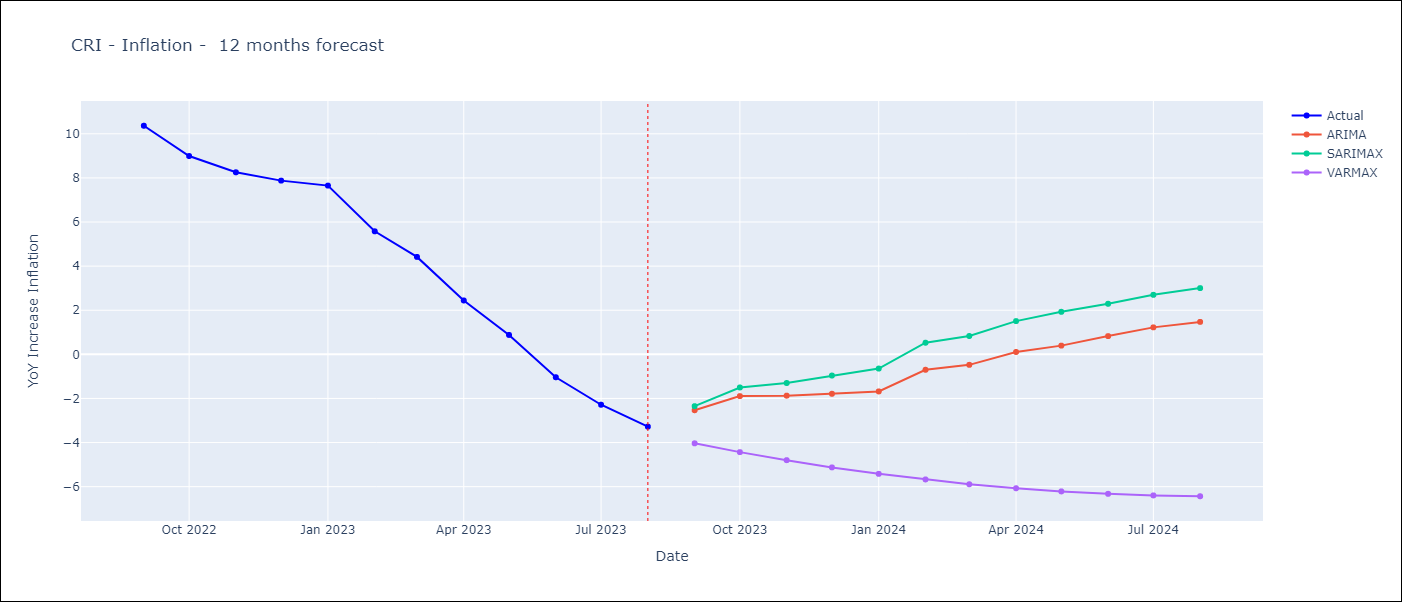 CRI - Inflation -  12 months forecast
Actual
ARIMA
SARIMAX
VARMAX
YoY Increase Inflation
10
8
6
4
2
0
−2
−4
−6
Oct 2022
Jan 2023
Apr 2023
Jul 2023
Oct 2023
Jan 2024
Apr 2024
Jul 2024
Date